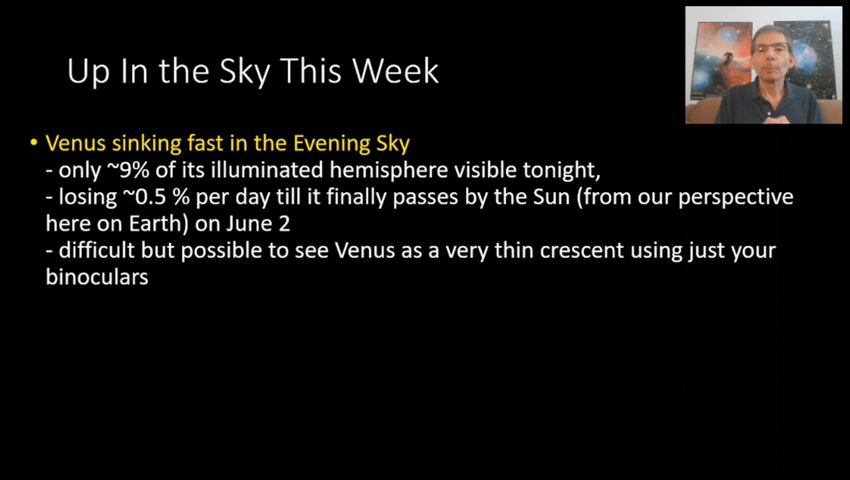 Up In the Sky This Week
• Venus sinking fast in the Evening Sky
- only ~9% of its illuminated hemisphere visible tonight,
- losing ~0.5 % per day till it finally passes by the Sun (from our perspective
here on Earth) on June 2
- difficult but possible to see Venus as a very thin crescent using just your
binoculars